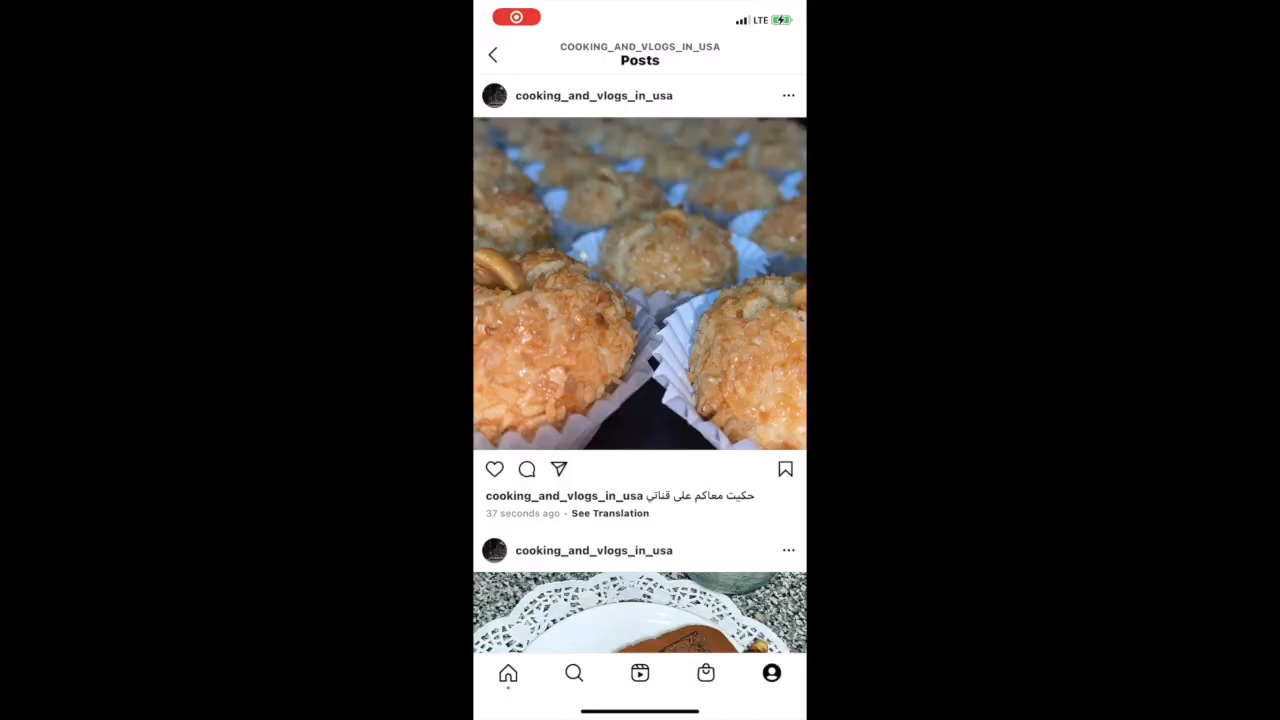 LTE
COOKING_AND_VLOGS_IN_USA
Posts
cooking_and_vlogs_in_usa
cooking_and_vlogs_in_usa حكيت معاكم على قناتي
37 seconds ago · See Translation
cooking_and_vlogs_in_usa